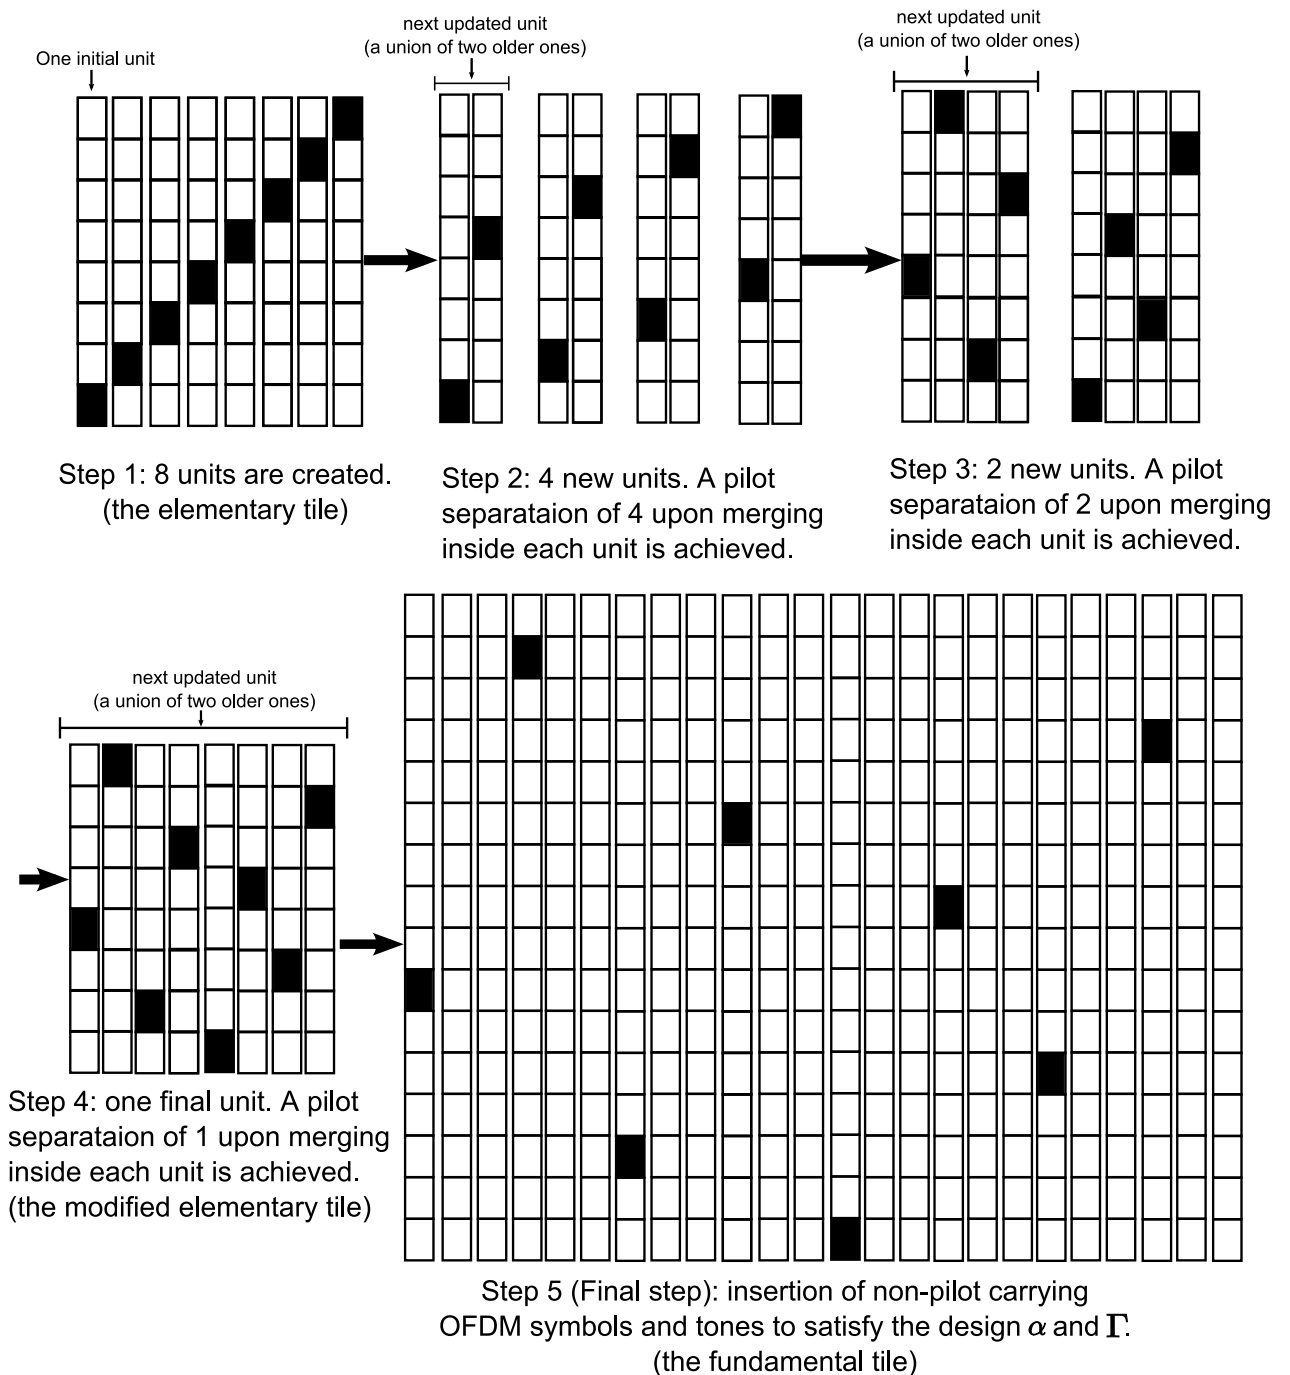 One initial unit
next updated unit
(a union of two older ones)
next updated unit
(a union of two older ones)
Step 1: 8 units are created.
(the elementary tile)
Step 2: 4 new units. A pilot
separataion of 4 upon merging
inside each unit is achieved.
Step 3: 2 new units. A pilot
separataion of 2 upon merging
inside each unit is achieved.
next updated unit
(a union of two older ones)
Step 4: one final unit. A pilot
separataion of 1 upon merging
inside each unit is achieved.
(the modified elementary tile)
Step 5 (Final step): insertion of non-pilot carrying
OFDM symbols and tones to satisfy the design α and Γ.
(the fundamental tile)